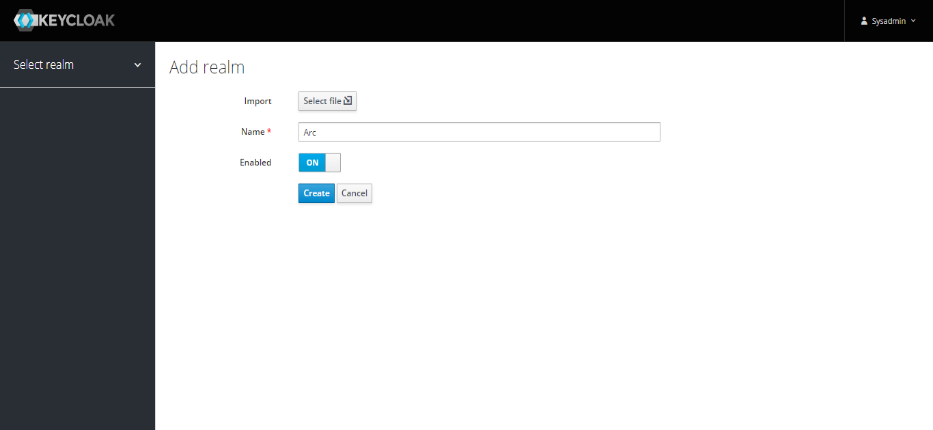 KEYCLOAK
Sysadmin
Select realm
Add realm
Import
Select file
Name *
Arc
Enabled
ON
Create
Cancel